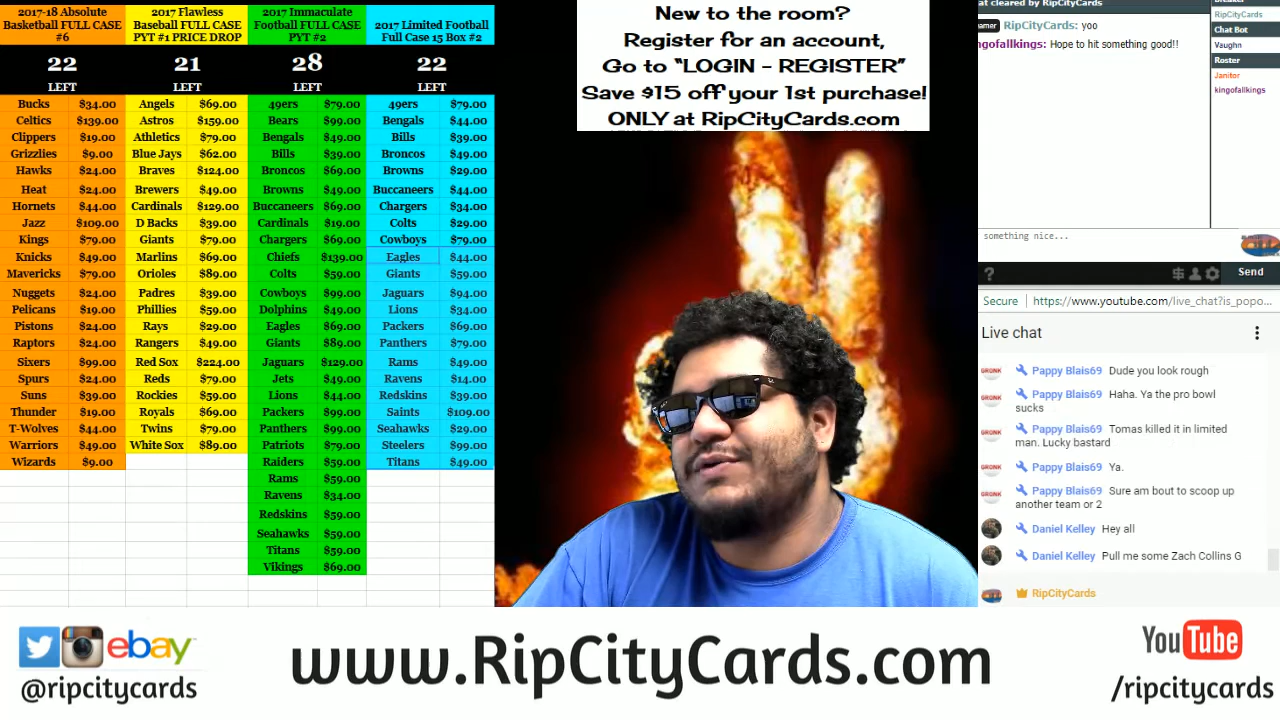 2017-18 Absolute
Basketball FULL CASE
#6
22
LEFT
Bucks $34.00
Celtics $139.00
Clippers $19.00
Grizzlies $9.00
Hawks $24.00
Heat $24.00
Hornets $44.00
Jazz $109.00
Kings $79.00
Knicks $49.00
Mavericks $79.00
Nuggets $24.00
Pelicans $19.00
Pistons $24.00
Raptors $24.00
Sixers $99.00
Spurs $24.00
Suns $39.00
Thunder $19.00
T-Wolves $44.00
Warriors $49.00
Wizards $9.00
2017 Flawless
Baseball FULL CASE
PYT #1 PRICE DROP
21
LEFT
Angels $69.00
Astros $159.00
Athletics $79.00
Blue Jays $62.00
Braves $124.00
Brewers $49.00
Cardinals $129.00
D Backs $39.00
Giants $79.00
Marlins $69.00
Orioles $89.00
Padres $39.00
Phillies $59.00
Rays $29.00
Rangers $49.00
Red Sox $224.00
Reds $79.00
Rockies $59.00
Royals $69.00
Twins $79.00
White Sox $89.00
2017 Immaculate
Football FULL CASE
PYT #2
28
LEFT
49ers $79.00
Bears $99.00
Bengals $49.00
Bills $39.00
Broncos $69.00
Browns $49.00
Buccaneers $69.00
Cardinals $19.00
Chargers $69.00
Chiefs $139.00
Colts $59.00
Cowboys $99.00
Dolphins $49.00
Eagles $69.00
Giants $89.00
Jaguars $129.00
Jets $49.00
Lions $44.00
Packers $99.00
Panthers $99.00
Patriots $79.00
Raiders $59.00
Rams $59.00
Ravens $34.00
Redskins $59.00
Seahawks $59.00
Titans $59.00
Vikings $69.00
2017 Limited Football
Full Case 15 Box #2
22
LEFT
49ers $79.00
Bengals $44.00
Bills $39.00
Broncos $49.00
Browns $29.00
Buccaneers $44.00
Chargers $34.00
Colts $29.00
Cowboys $79.00
Eagles $44.00
Giants $59.00
Jaguars $94.00
Lions $34.00
Packers $69.00
Panthers $79.00
Rams $49.00
Ravens $14.00
Redskins $39.00
Saints $109.00
Seahawks $29.00
Steelers $99.00
Titans $49.00
New to the room?
Register for an account,
Go to "LOGIN - REGISTER"
Save $15 off your 1st purchase!
ONLY at RipCityCards.com
cleared by RipCityCards
RipCityCards: yoo
ngofallkings: Hope to hit something good!!
something nice...
RipCityCards
Chat Bot
Vaughn
Roster
Janitor
kingofallkings
? Send
Secure https://www.youtube.com/live_chat?is_popo...
Live chat
Pappy Blais69 Dude you look rough
Pappy Blais69 Haha. Ya the pro bowl
sucks
Pappy Blais69 Tomas killed it in limited
man. Lucky bastard
Pappy Blais69 Ya.
Pappy Blais69 Sure am bout to scoop up
another team or 2
Daniel Kelley Hey all
Daniel Kelley Pull me some Zach Collins G
RipCityCards
ebay
@ripcitycards
www.RipCityCards.com
YouTube
/ripcitycards